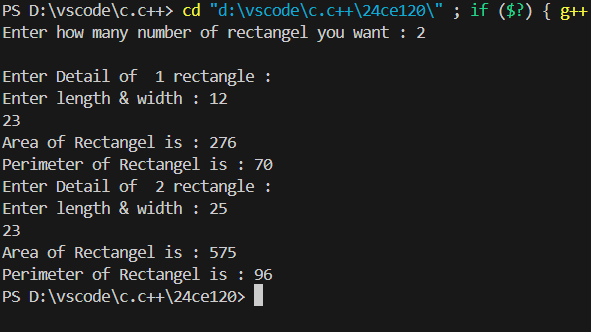 PS D:\vscode\c.c++> cd "d:\vscode\c.c++\24ce120\" ; if ($?) { g++
Enter how many number of rectangel you want : 2
Enter Detail of  1 rectangle :
Enter length & width : 12
23
Area of Rectangel is : 276
Perimeter of Rectangel is : 70
Enter Detail of  2 rectangle :
Enter length & width : 25
23
Area of Rectangel is : 575
Perimeter of Rectangel is : 96
PS D:\vscode\c.c++\24ce120>